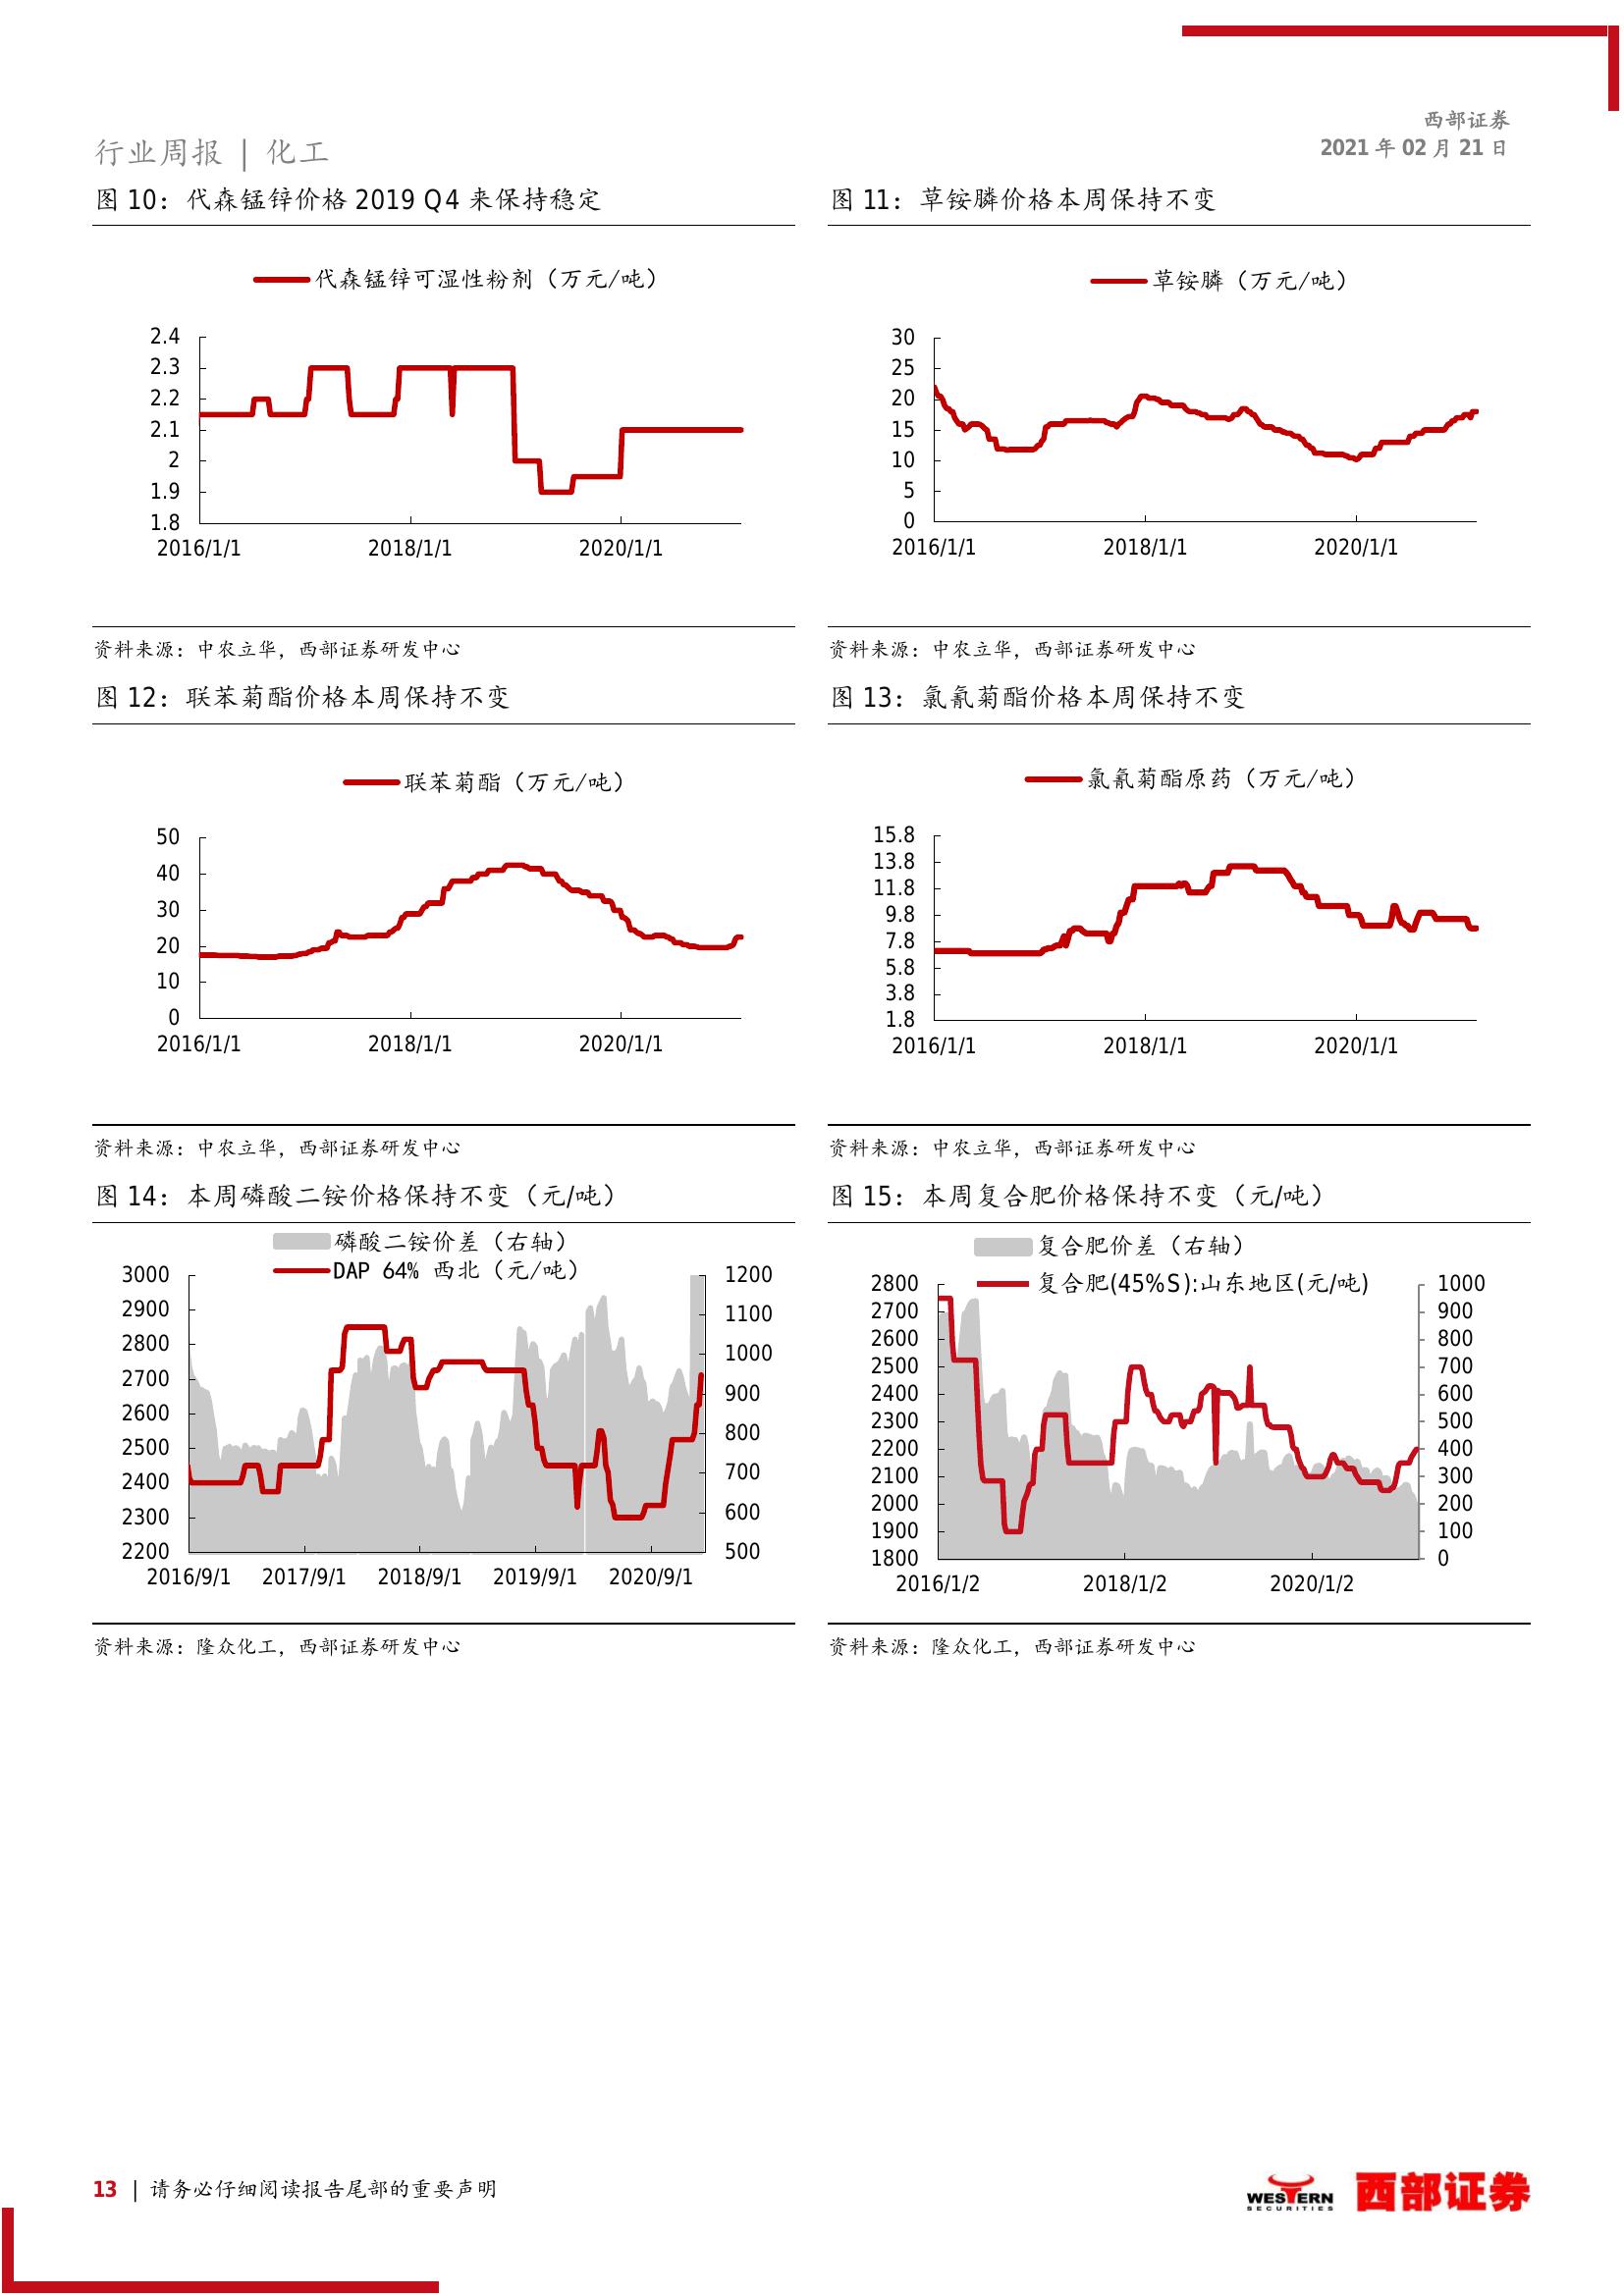 西部证券
行业周报 | 化工
2021 年 02 月 21 日
图 10：代森锰锌价格 2019 Q4 来保持稳定
代森锰锌可湿性粉剂（万元/吨）
2.4
2.3
2.2
2.1
2
1.9
1.8
2016/1/1 2018/1/1 2020/1/1
资料来源：中农立华，西部证券研发中心
图 11：草铵膦价格本周保持不变
草铵膦（万元/吨）
30
25
20
15
10
5
0
2016/1/1 2018/1/1 2020/1/1
资料来源：中农立华，西部证券研发中心
图 12：联苯菊酯价格本周保持不变
联苯菊酯（万元/吨）
50
40
30
20
10
0
2016/1/1 2018/1/1 2020/1/1
资料来源：中农立华，西部证券研发中心
图 13：氯氰菊酯价格本周保持不变
氯氰菊酯原药（万元/吨）
15.8
13.8
11.8
9.8
7.8
5.8
3.8
1.8
2016/1/1 2018/1/1 2020/1/1
资料来源：中农立华，西部证券研发中心
图 14：本周磷酸二铵价格保持不变（元/吨）
磷酸二铵价差（右轴）
DAP 64% 西北（元/吨）
3000 1200
2900 1100
2800 1000
2700 900
2600 800
2500 700
2400 600
2300 500
2200
2016/9/1 2017/9/1 2018/9/1 2019/9/1 2020/9/1
资料来源：隆众化工，西部证券研发中心
图 15：本周复合肥价格保持不变（元/吨）
复合肥价差（右轴）
复合肥(45%S):山东地区(元/吨)
2800 1000
2700 900
2600 800
2500 700
2400 600
2300 500
2200 400
2100 300
2000 200
1900 100
1800 0
2016/1/2 2018/1/2 2020/1/2
资料来源：隆众化工，西部证券研发中心
13 | 请务必仔细阅读报告尾部的重要声明
WESTERN
SECURITIES
西部证券